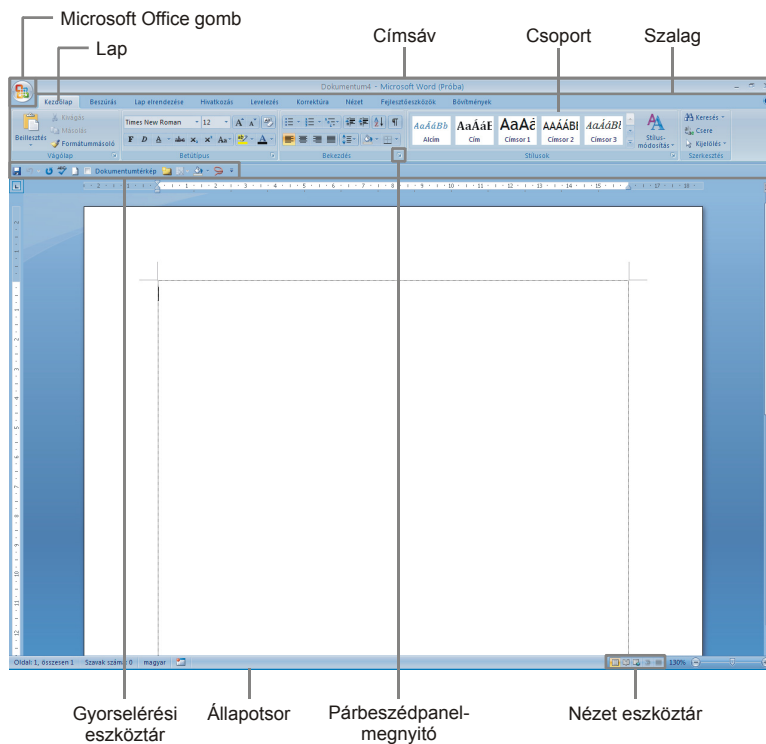 Microsoft Office gomb
Lap
Címsáv
Csoport
Szalag
Dokumentum4 - Microsoft Word (Próba)
Kezdőlap Beszúrás Lap elrendezése Hivatkozás Levelezés Korrektúra Nézet Fejlesztőeszközök Bővítmények
Beillesztés
Kivágás
Másolás
Formátummásoló
Vágólap
Times New Roman 12
Betűtípus
Bekezdés
AaÁáBb AaÁáE AaÁá AAÁÁBI AaÁáBł
Alcím Cím Címsor 1 Címsor 2 Címsor 3
Stílus-
módosítás
Stílusok
Keresés
Csere
Kijelölés
Szerkesztés
Dokumentumtérkép
Oldal: 1, összesen 1 Szavak száma: 0 magyar 130%
Gyorselérési
eszköztár
Állapotsor
Párbeszédpanel-
megnyitó
Nézet eszköztár